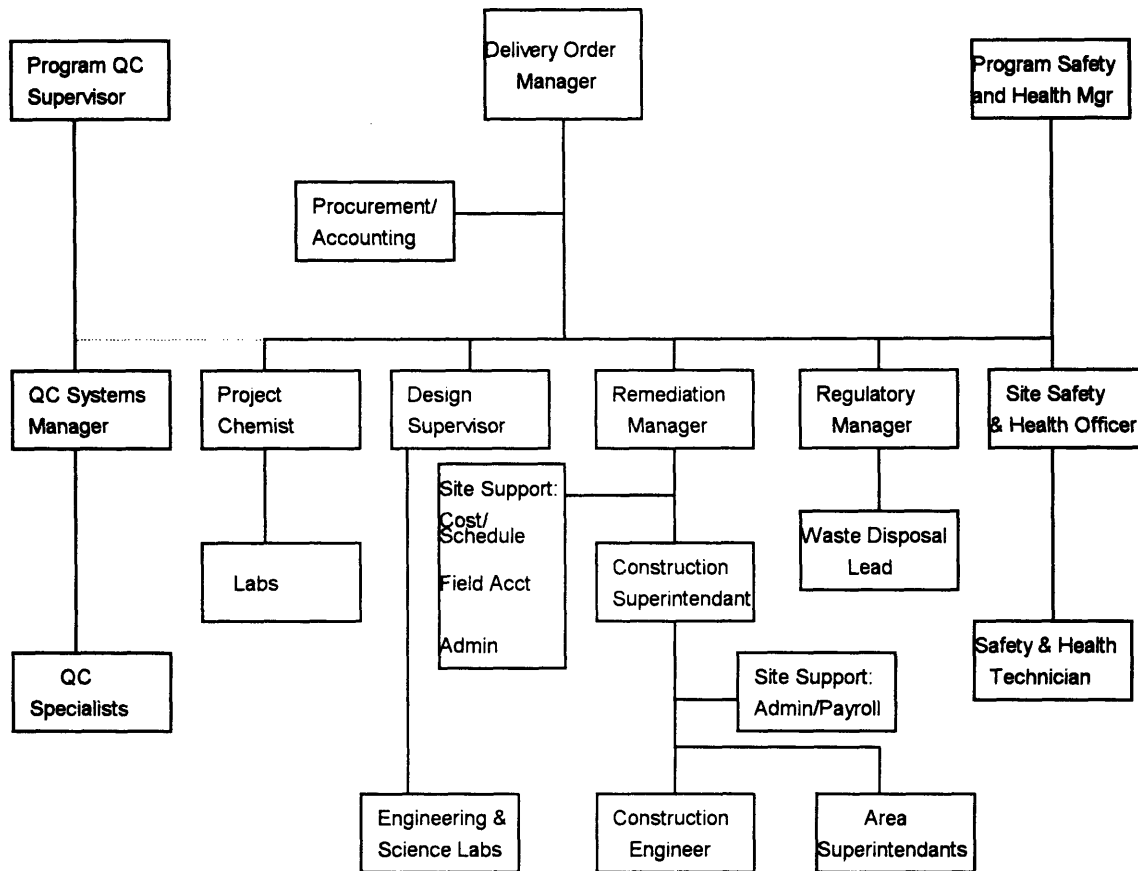 Program QC
Supervisor
Delivery Order
Manager
Program Safety
and Health Mgr
Procurement/
Accounting
QC Systems
Manager
Project
Chemist
Design
Supervisor
Remediation
Manager
Regulatory
Manager
Site Safety
& Health Officer
Site Support:
Cost/
Schedule
Field Acct
Admin
Labs
Construction
Superintendant
Waste Disposal
Lead
QC
Specialists
Site Support:
Admin/Payroll
Safety & Health
Technician
Engineering &
Science Labs
Construction
Engineer
Area
Superintendants